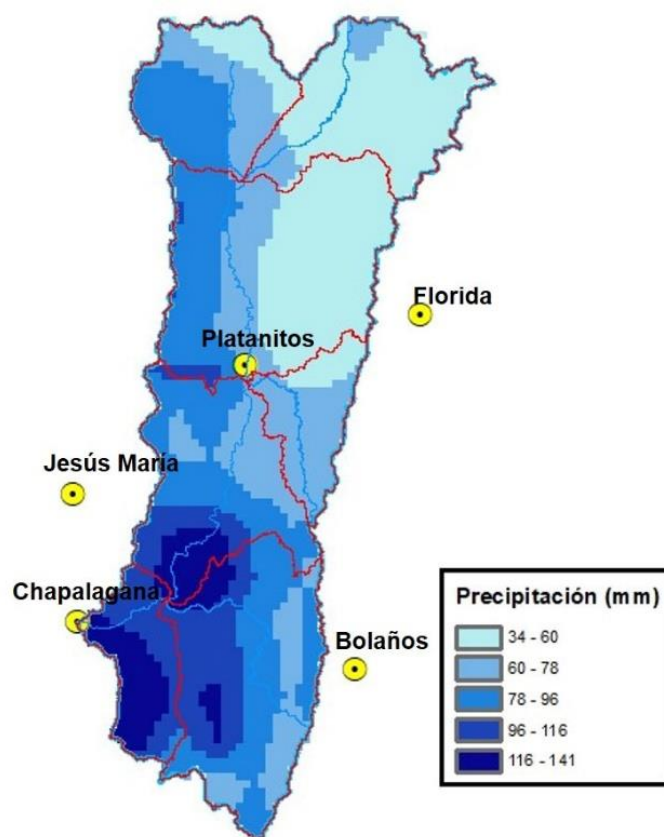 Florida
Platanitos
Jesús María
Chapalagana
Bolaños
Precipitación (mm)
34 - 60
60 - 78
78 - 96
96 - 116
116 - 141